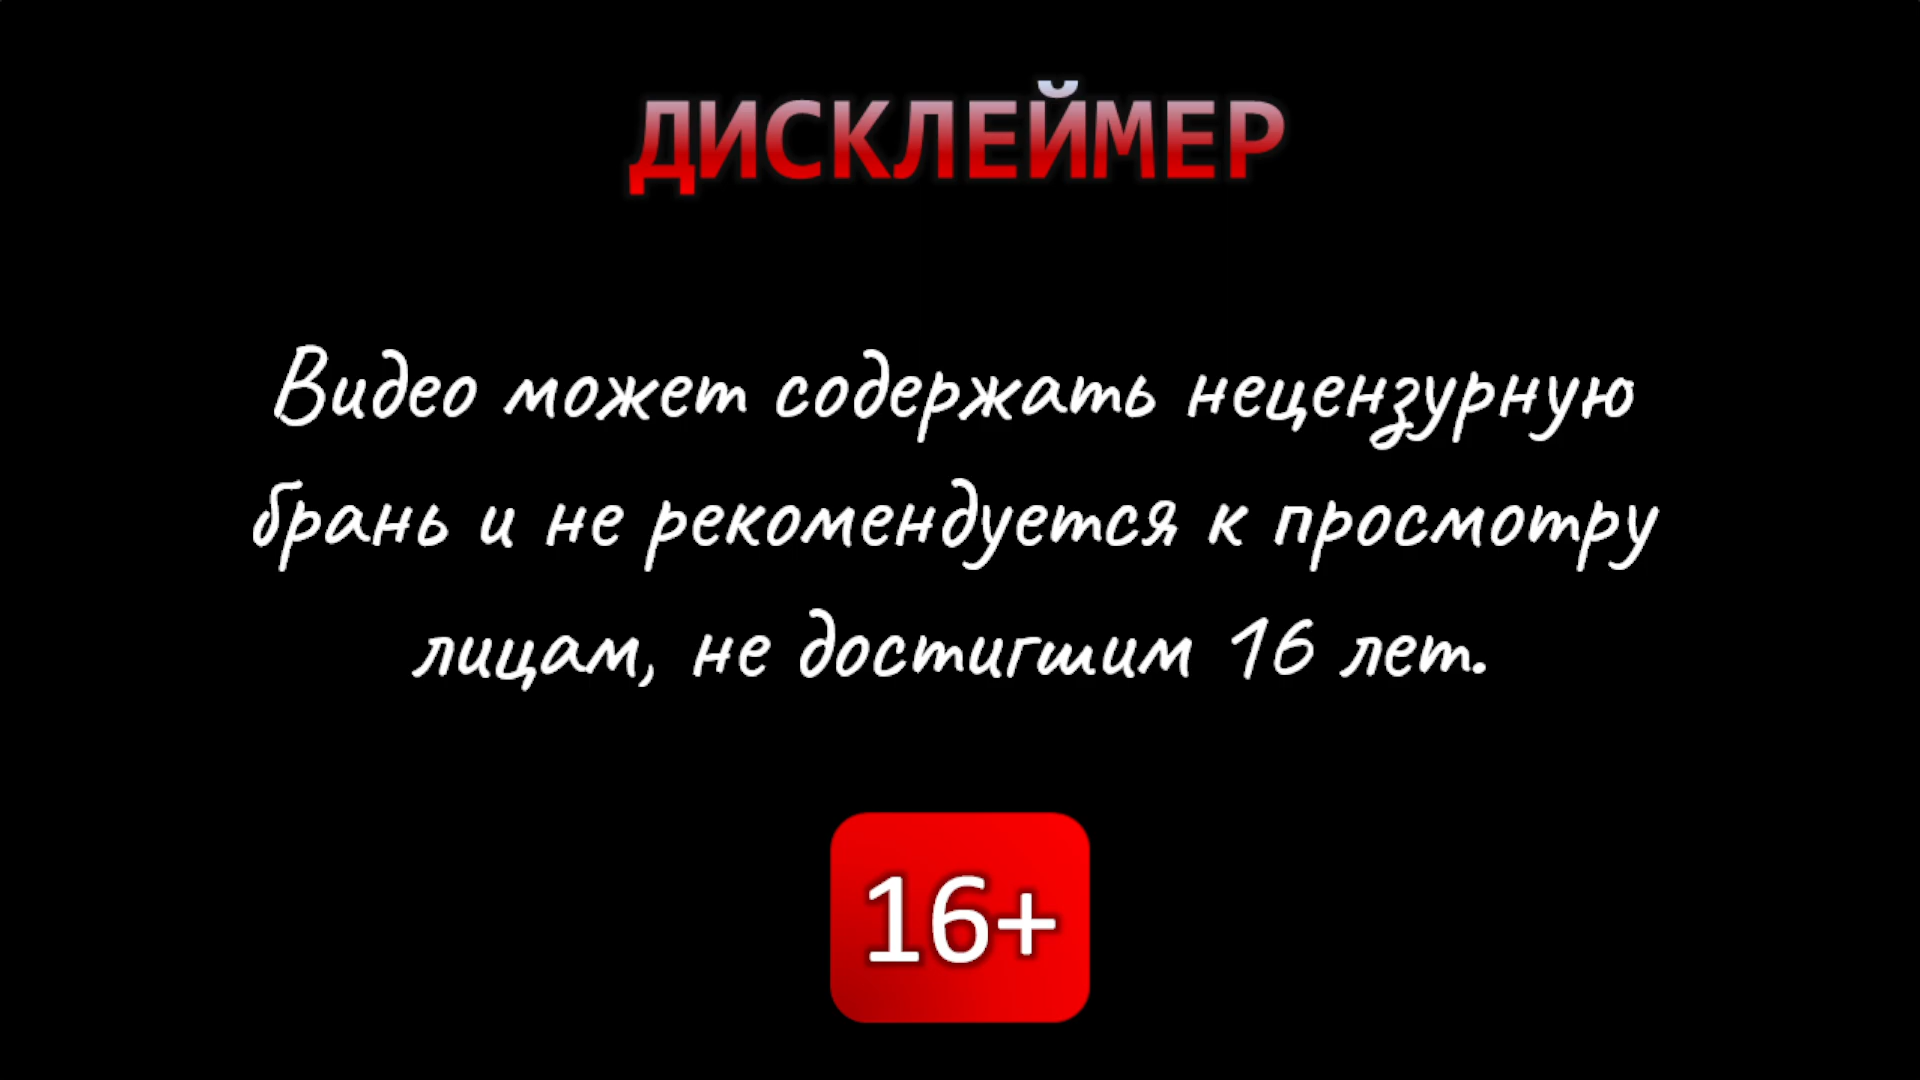 ДИСКЛЕЙМЕР
Видео может содержать нецензурную
брань и не рекомендуется к просмотру
лицам, не достигшим 16 лет.
16+